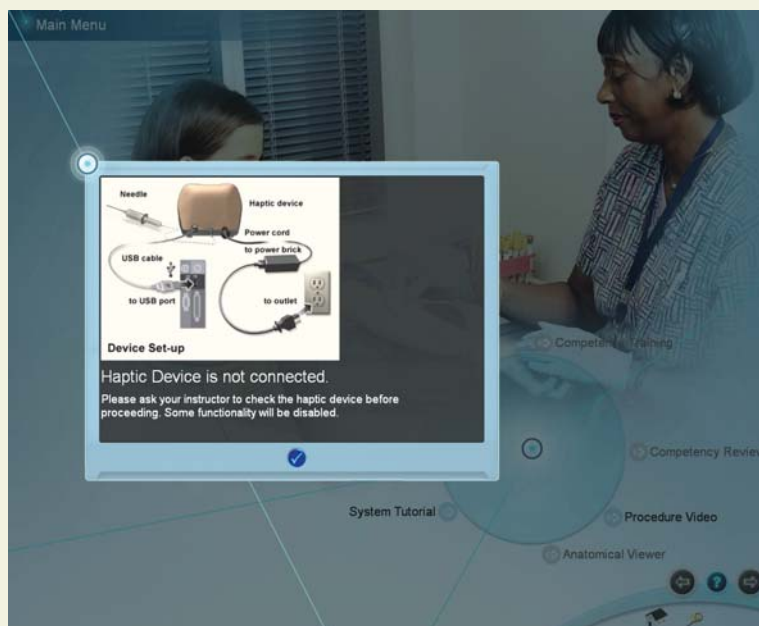 Main Menu
Needle
Haptic device
Power cord
to power brick
USB cable
to USB port
to outlet
Device Set-up
Haptic Device is not connected.
Please ask your instructor to check the haptic device before
proceeding. Some functionality will be disabled.
Competency Training
Competency Review
System Tutorial
Procedure Video
Anatomical Viewer
?